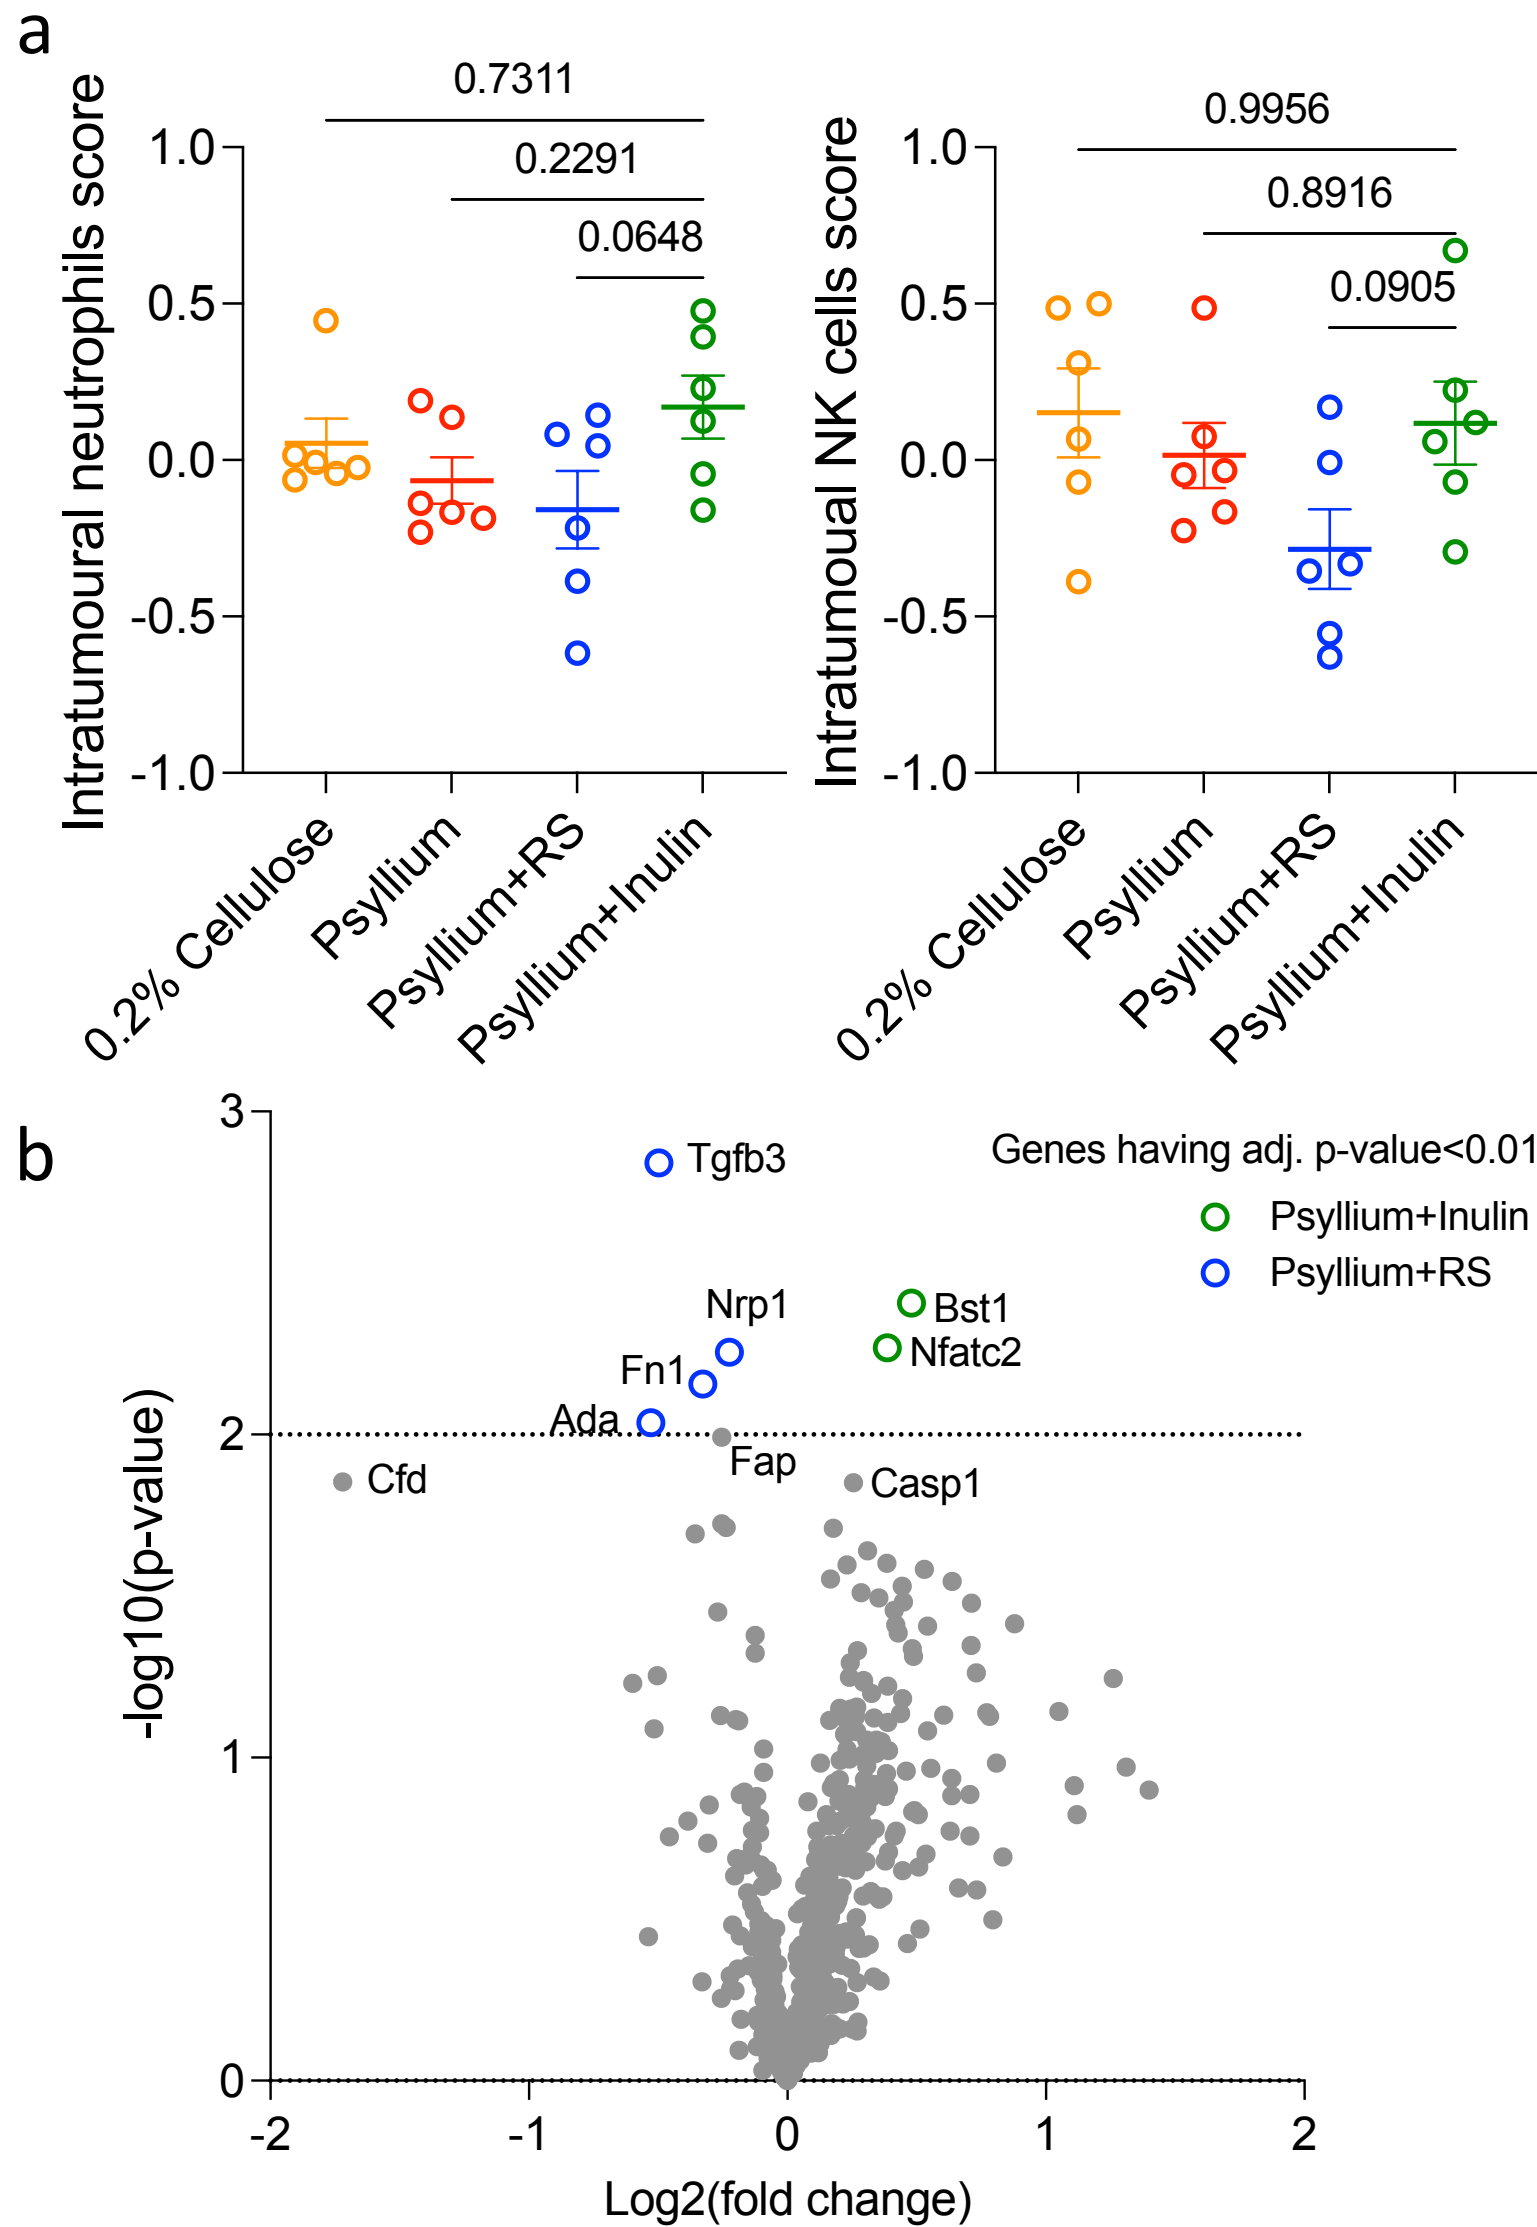 a
Intratumoural neutrophils score
0.7311
0.2291
0.0648
1.0
0.5
0.0
-0.5
-1.0
0.2% Cellulose
Psyllium
Psyllium+RS
Psyllium+Inulin
Intratumoual NK cells score
0.9956
0.8916
0.0905
1.0
0.5
0.0
-0.5
-1.0
0.2% Cellulose
Psyllium
Psyllium+RS
Psyllium+Inulin
b
-log10(p-value)
3
2
1
0
Genes having adj. p-value<0.01
Psyllium+Inulin
Psyllium+RS
Tgfb3
Nrp1
Bst1
Nfatc2
Fn1
Ada
Fap
Cfd
Casp1
-2
-1
0
1
2
Log2(fold change)